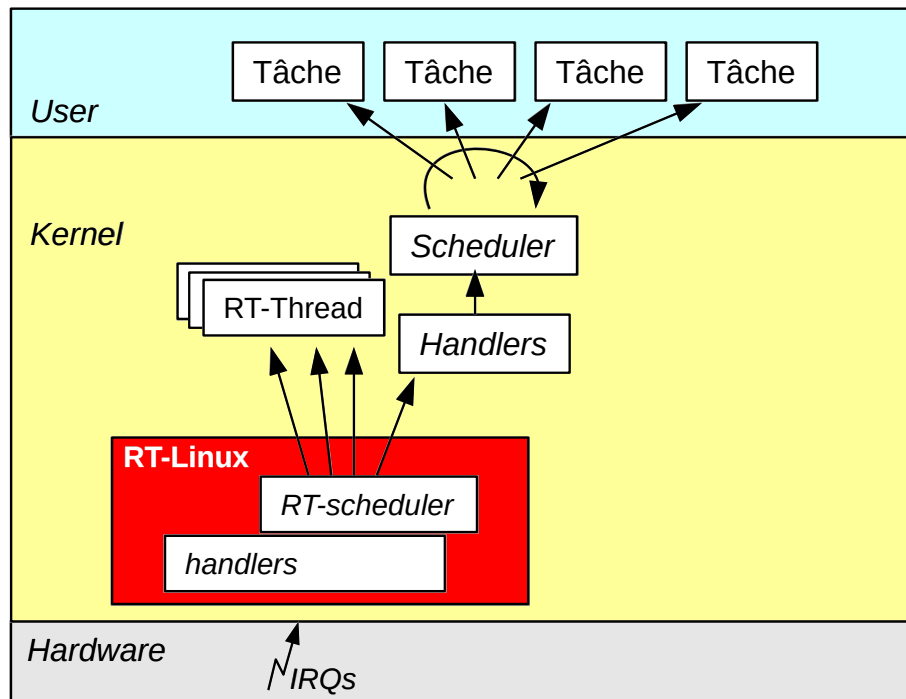 Tâche
Tâche
Tâche
Tâche
User
Kernel
Scheduler
RT-Thread
Handlers
RT-Linux
RT-scheduler
handlers
Hardware
IRQs